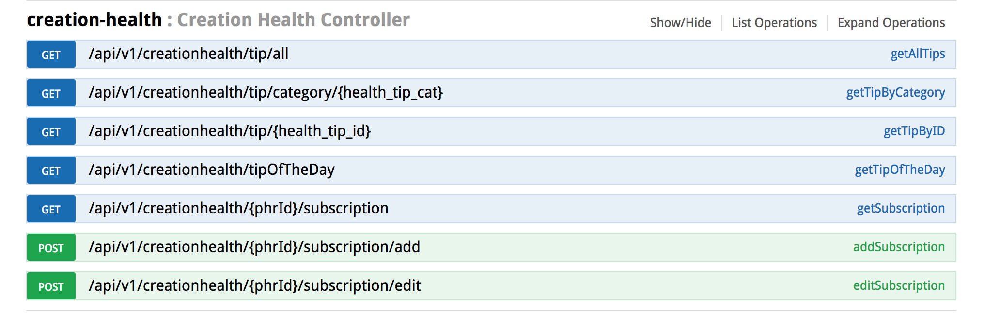 creation-health : Creation Health Controller Show/Hide List Operations Expand Operations
GET /api/v1/creationhealth/tip/all getAllTips
GET /api/v1/creationhealth/tip/category/{health_tip_cat} getTipByCategory
GET /api/v1/creationhealth/tip/{health_tip_id} getTipByID
GET /api/v1/creationhealth/tipOfTheDay getTipOfTheDay
GET /api/v1/creationhealth/{phrId}/subscription getSubscription
POST /api/v1/creationhealth/{phrId}/subscription/add addSubscription
POST /api/v1/creationhealth/{phrId}/subscription/edit editSubscription